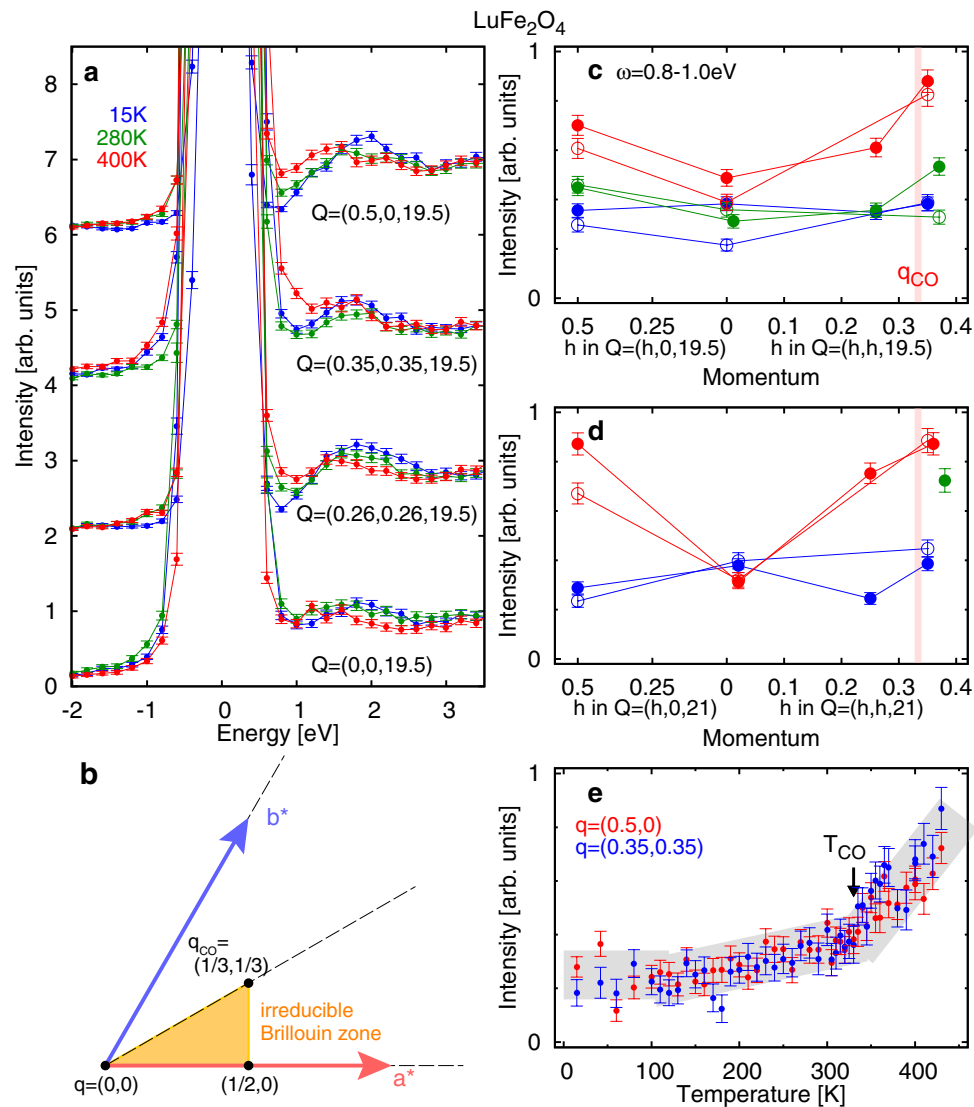 LuFe₂O₄
a
15K
280K
400K
Q=(0.5,0,19.5)
Q=(0.35,0.35,19.5)
Q=(0.26,0.26,19.5)
Q=(0,0,19.5)
Intensity [arb. units]
0
1
2
3
4
5
6
7
8
-2
-1
0
1
2
3
Energy [eV]
b
b*
q_CO=
(1/3,1/3)
irreducible
Brillouin zone
q=(0,0)
(1/2,0)
a*
c
ω=0.8-1.0eV
q_CO
Intensity [arb. units]
1
0
0.5
0.25
0
0.1
0.2
0.3
0.4
h in Q=(h,0,19.5)
h in Q=(h,h,19.5)
Momentum
d
Intensity [arb. units]
1
0
0.5
0.25
0
0.1
0.2
0.3
0.4
h in Q=(h,0,21)
h in Q=(h,h,21)
Momentum
e
q=(0.5,0)
q=(0.35,0.35)
T_CO
Intensity [arb. units]
1
0
0
100
200
300
400
Temperature [K]